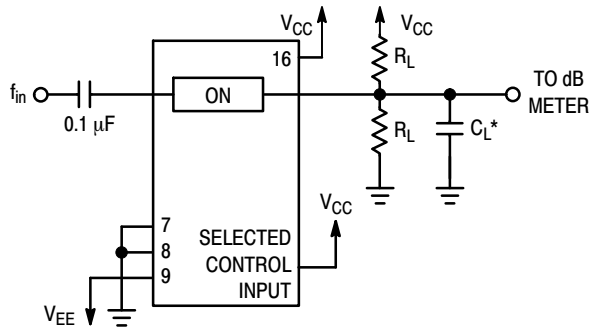 V_CC
V_CC
16
R_L
f_in
ON
TO dB
METER
0.1 μF
R_L
C_L*
V_CC
7
8
9
SELECTED
CONTROL
INPUT
V_EE